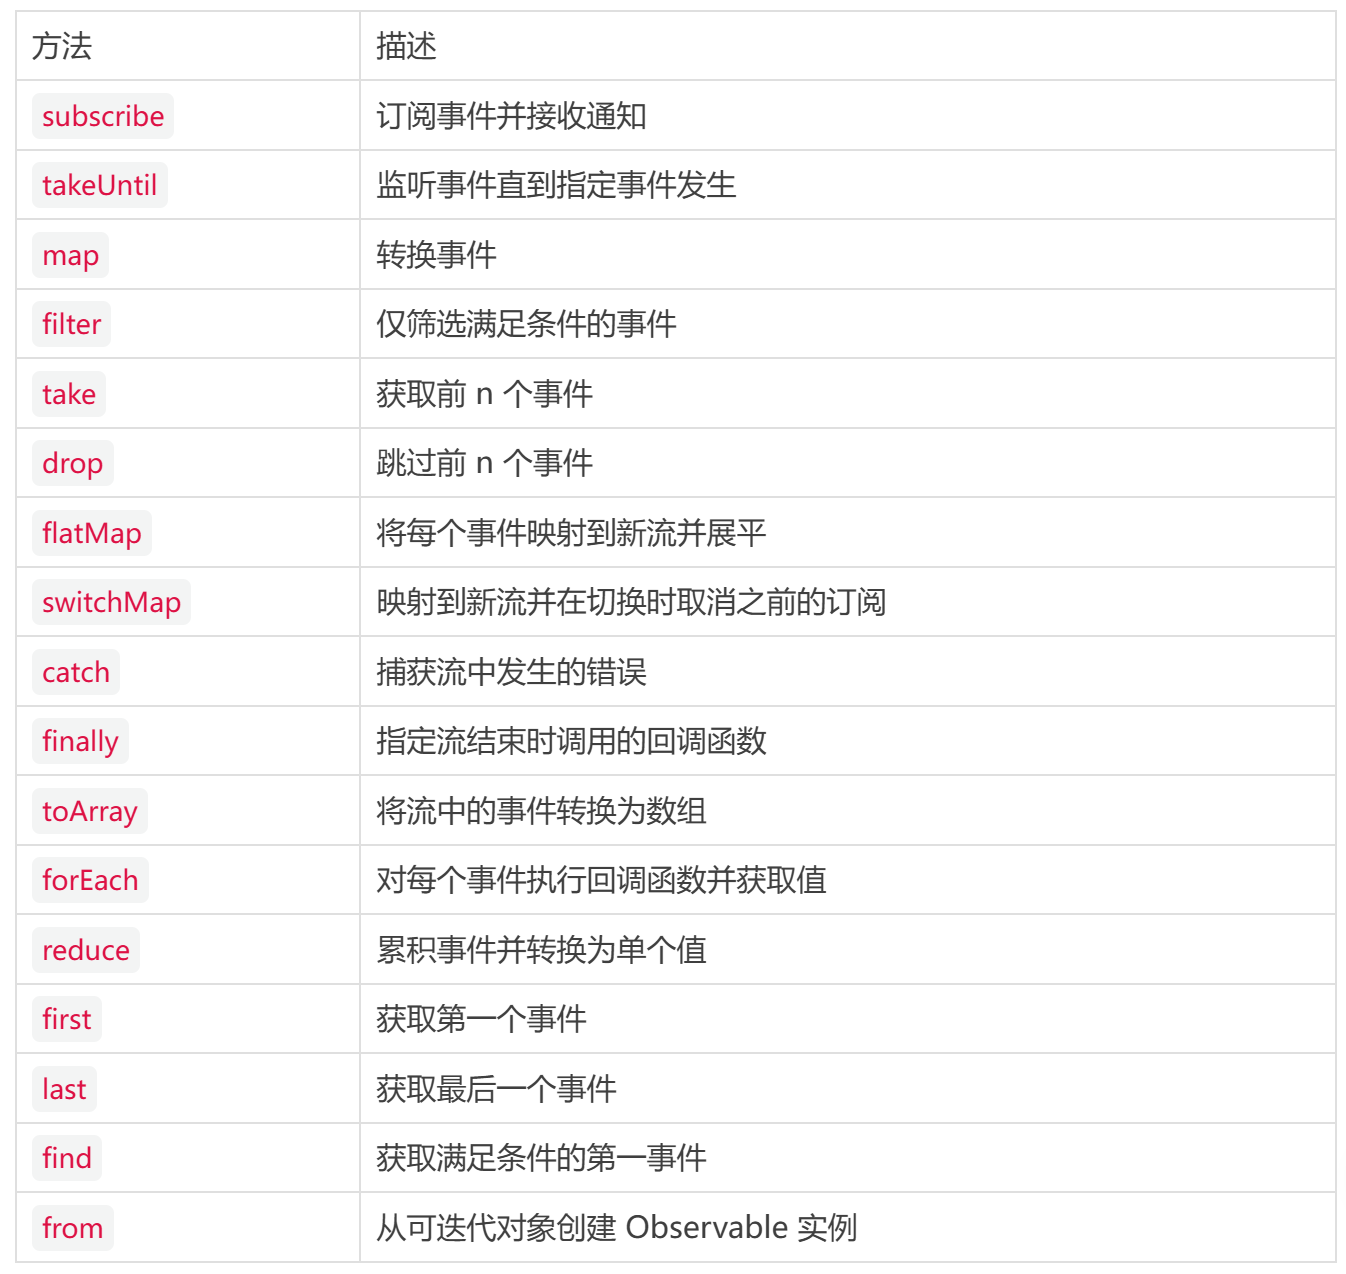 方法 描述
subscribe 订阅事件并接收通知
takeUntil 监听事件直到指定事件发生
map 转换事件
filter 仅筛选满足条件的事件
take 获取前 n 个事件
drop 跳过前 n 个事件
flatMap 将每个事件映射到新流并展平
switchMap 映射到新流并在切换时取消之前的订阅
catch 捕获流中发生的错误
finally 指定流结束时调用的回调函数
toArray 将流中的事件转换为数组
forEach 对每个事件执行回调函数并获取值
reduce 累积事件并转换为单个值
first 获取第一个事件
last 获取最后一个事件
find 获取满足条件的第一事件
from 从可迭代对象创建 Observable 实例